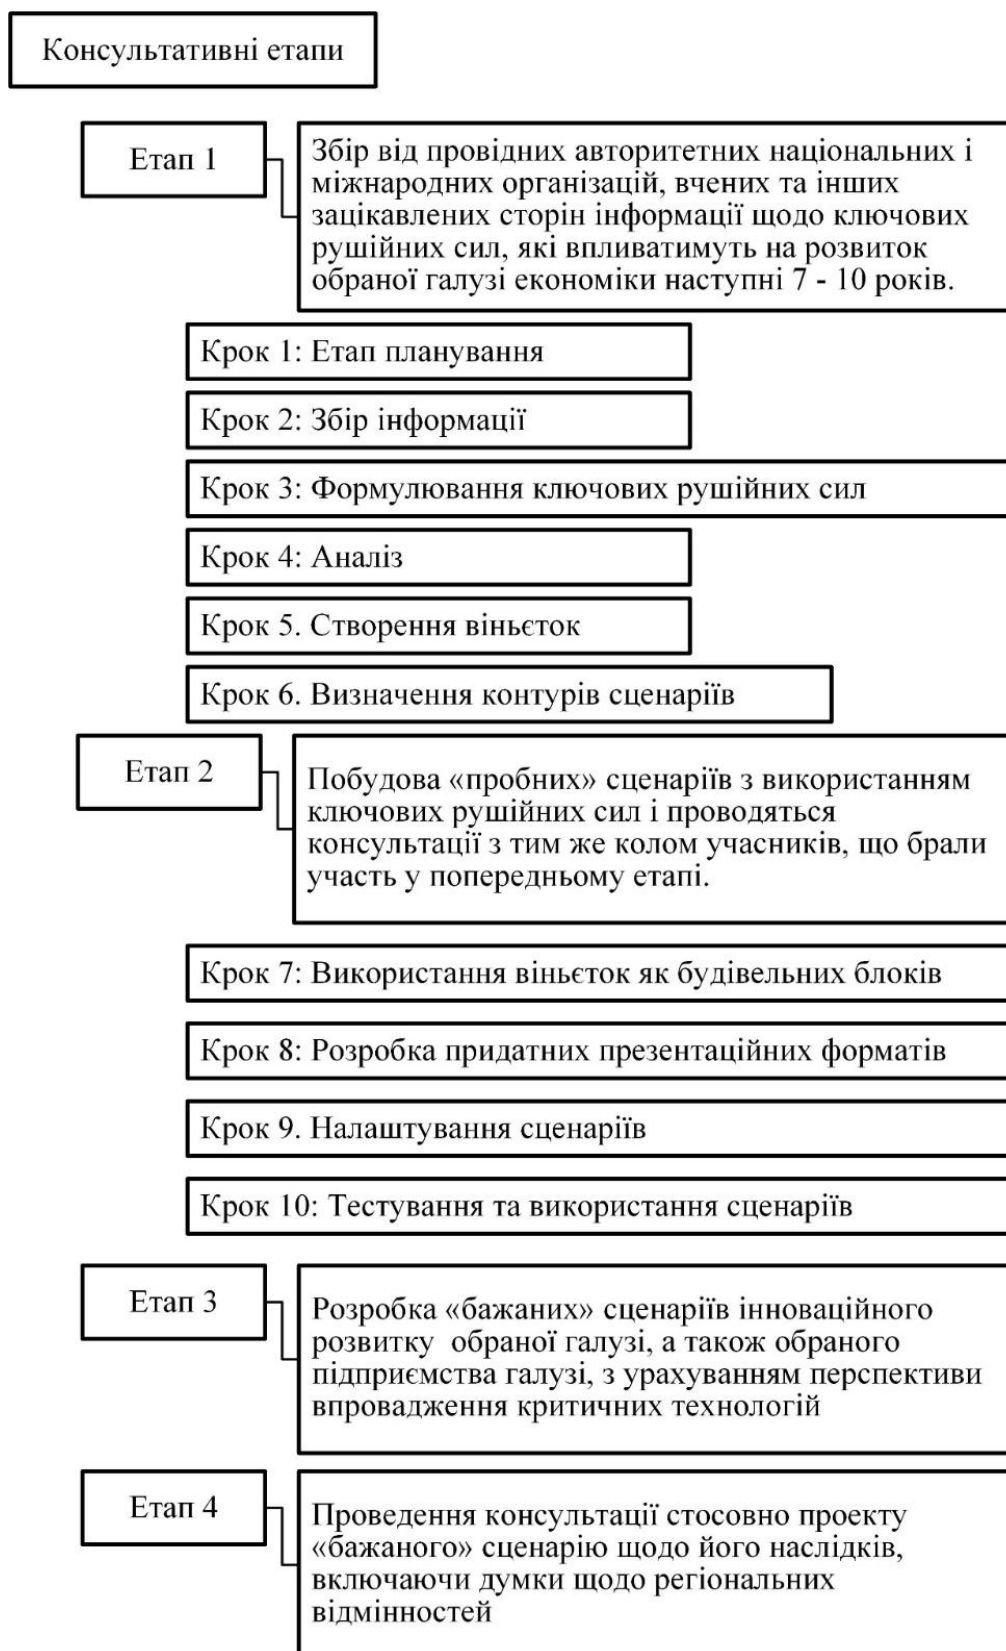 Консультативні етапи
Етап 1
Збір від провідних авторитетних національних і
міжнародних організацій, вчених та інших
зацікавлених сторін інформації щодо ключових
рушійних сил, які впливатимуть на розвиток
обраної галузі економіки наступні 7 - 10 років.
Крок 1: Етап планування
Крок 2: Збір інформації
Крок 3: Формулювання ключових рушійних сил
Крок 4: Аналіз
Крок 5. Створення віньєток
Крок 6. Визначення контурів сценаріїв
Етап 2
Побудова «пробних» сценаріїв з використанням
ключових рушійних сил і проводяться
консультації з тим же колом учасників, що брали
участь у попередньому етапі.
Крок 7: Використання віньєток як будівельних блоків
Крок 8: Розробка придатних презентаційних форматів
Крок 9. Налаштування сценаріїв
Крок 10: Тестування та використання сценаріїв
Етап 3
Розробка «бажаних» сценаріїв інноваційного
розвитку  обраної галузі, а також обраного
підприємства галузі, з урахуванням перспективи
впровадження критичних технологій
Етап 4
Проведення консультації стосовно проекту
«бажаного» сценарію щодо його наслідків,
включаючи думки щодо регіональних
відмінностей